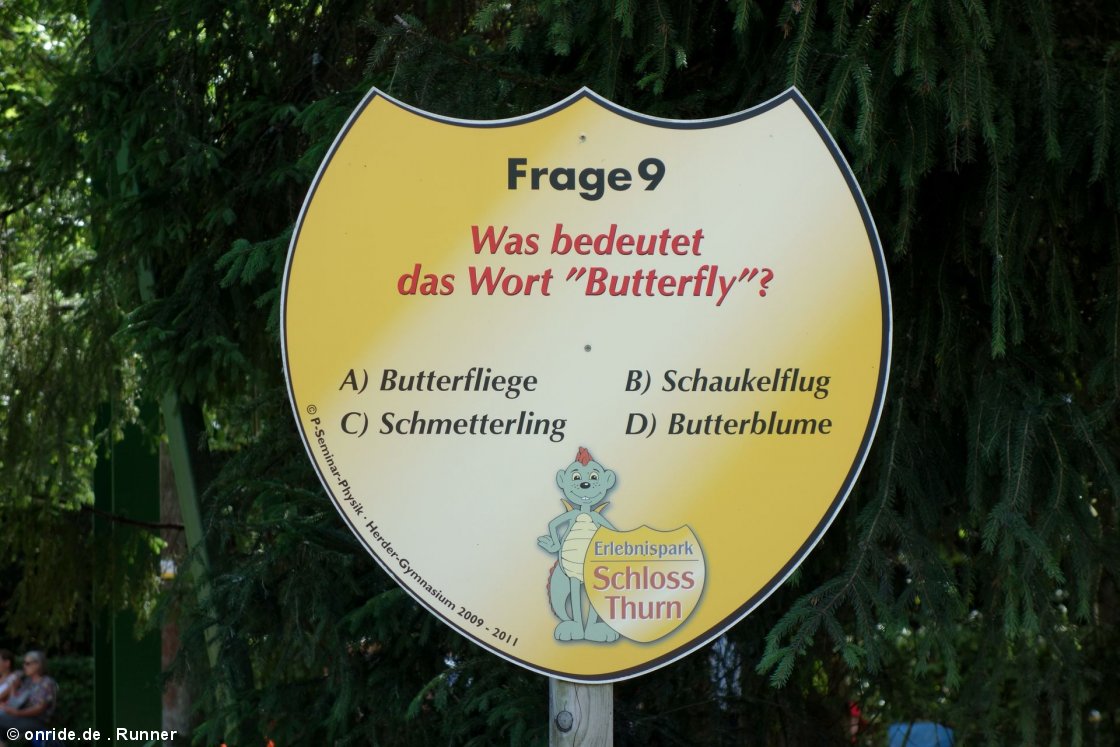 Frage 9
Was bedeutet
das Wort "Butterfly"?
A) Butterfliege
B) Schaukelflug
C) Schmetterling
D) Butterblume
© P-Seminar-Physik · Herder-Gymnasium 2009 - 2011
Erlebnispark
Schloss
Thurn
© onride.de . Runner